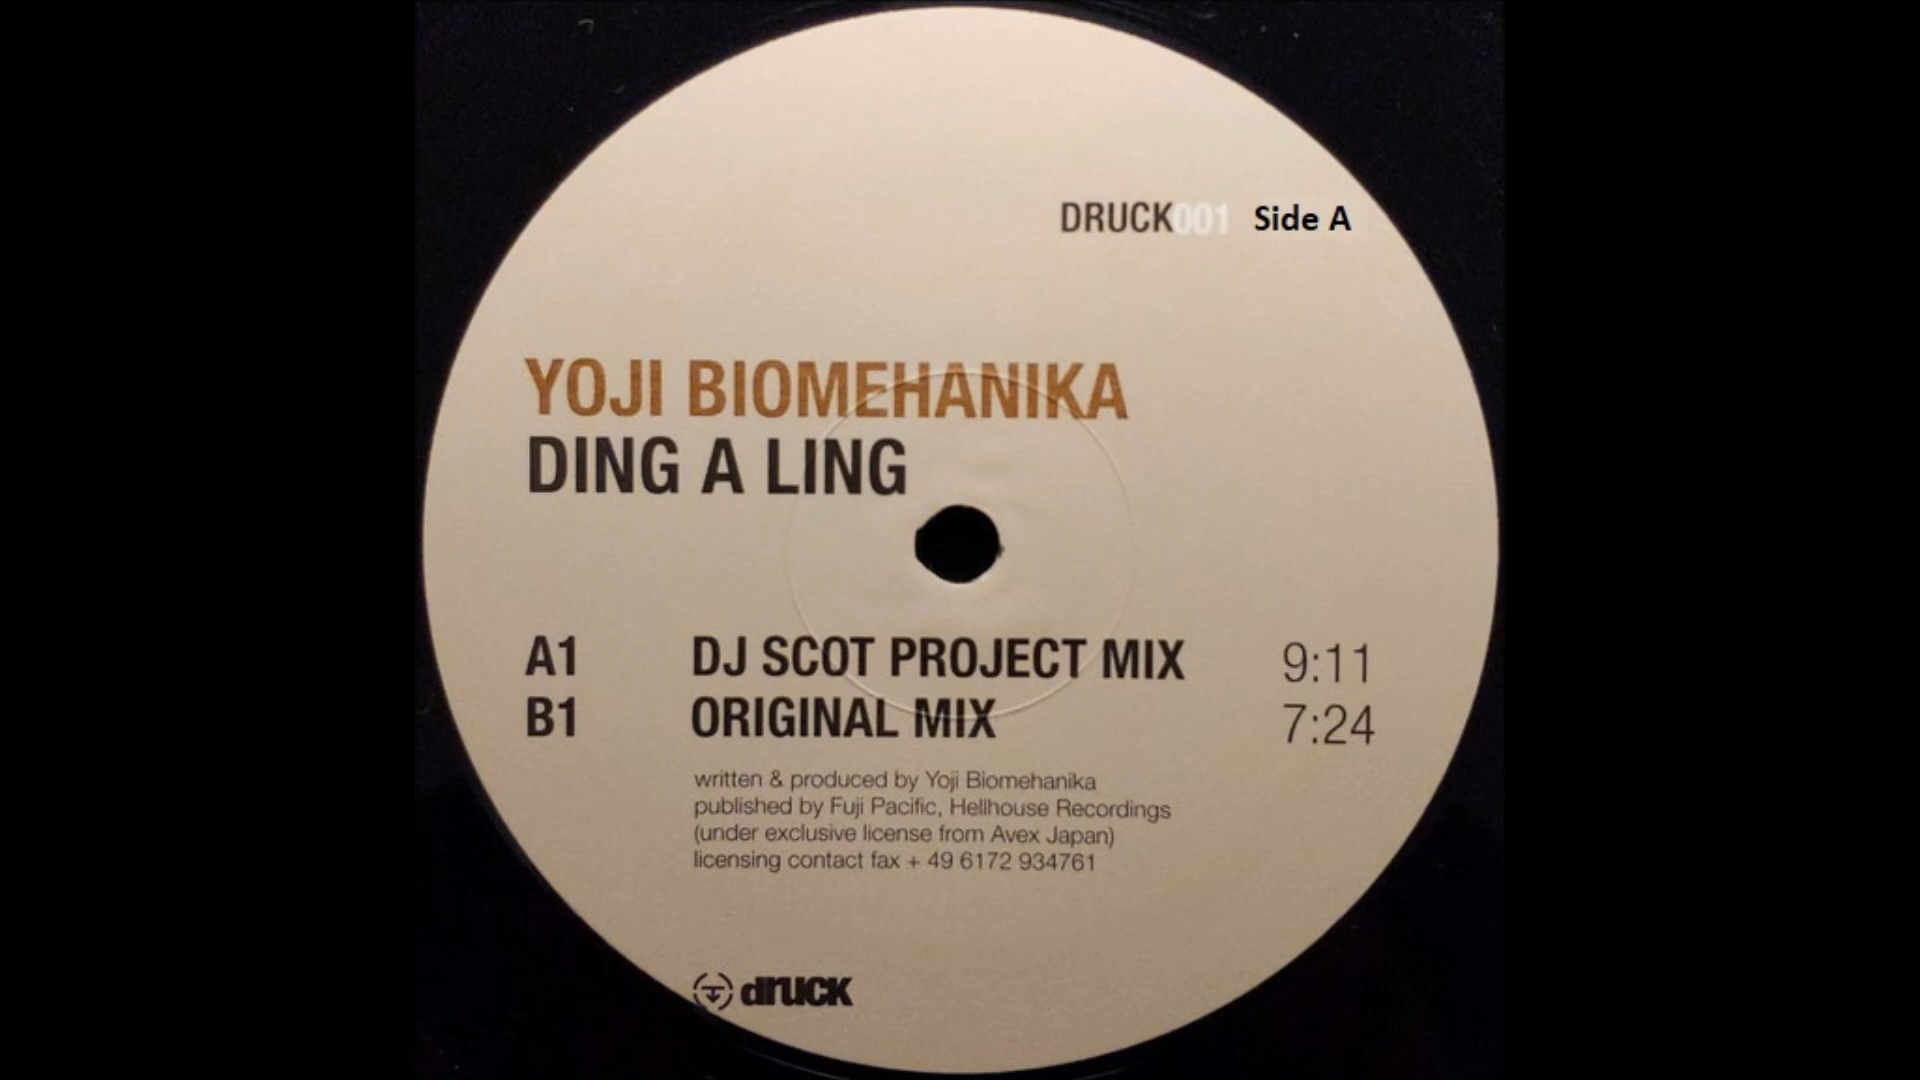 DRUCK001 Side A
YOJI BIOMEHANIKA
DING A LING
A1 DJ SCOT PROJECT MIX 9:11
B1 ORIGINAL MIX 7:24
written & produced by Yoji Biomehanika
published by Fuji Pacific, Hellhouse Recordings
(under exclusive license from Avex Japan)
licensing contact fax + 49 6172 934761
druck